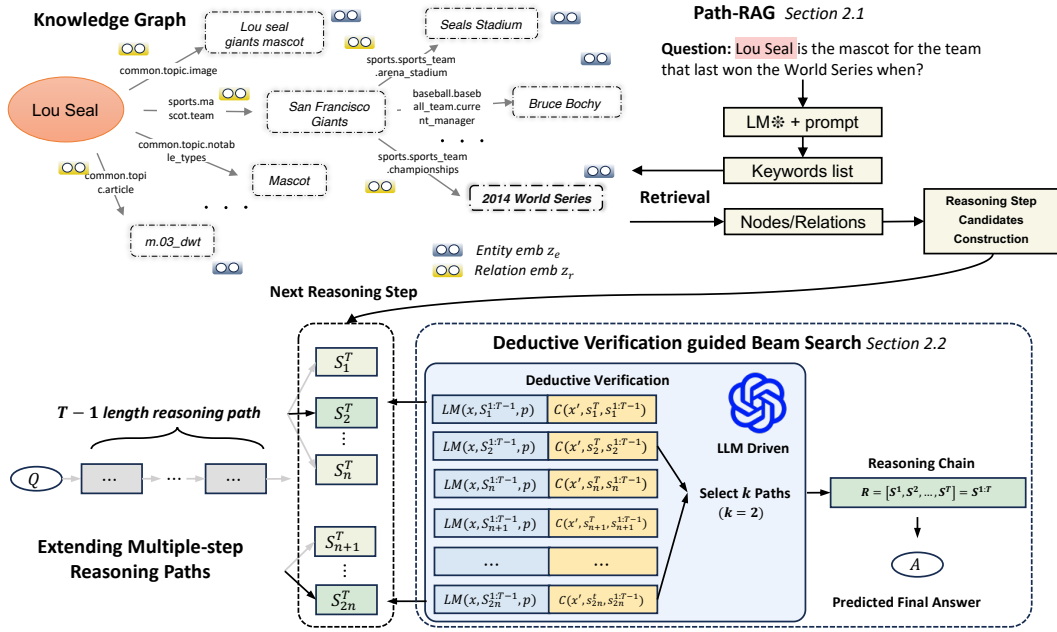 Knowledge Graph
Lou Seal
Lou seal
giants mascot
common.topic.image
sports.ma
scot.team
San Francisco
Giants
common.topic.notab
le_types
Mascot
common.topi
c.article
m.03_dwt
. . .
Seals Stadium
sports.sports_team
.arena_stadium
baseball.baseb
all_team.curre
nt_manager
Bruce Bochy
. . .
sports.sports_team
.championships
2014 World Series
Entity emb z_e
Relation emb z_r
Path-RAG Section 2.1
Question: Lou Seal is the mascot for the team
that last won the World Series when?
LM❊ + prompt
Keywords list
Retrieval
Nodes/Relations
Reasoning Step
Candidates
Construction
Next Reasoning Step
S_1^T
S_2^T
⋮
S_n^T
S_{n+1}^T
⋮
S_{2n}^T
T − 1 length reasoning path
Q
...
...
...
Extending Multiple-step
Reasoning Paths
Deductive Verification guided Beam Search Section 2.2
Deductive Verification
LM(x, S_1^{1:T−1}, p) C(x′, s_1^T, s_1^{1:T−1})
LM(x, S_2^{1:T−1}, p) C(x′, s_2^T, s_2^{1:T−1})
LM(x, S_n^{1:T−1}, p) C(x′, s_n^T, s_n^{1:T−1})
LM(x, S_{n+1}^{1:T−1}, p) C(x′, s_{n+1}^T, s_{n+1}^{1:T−1})
... ...
LM(x, S_{2n}^{1:T−1}, p) C(x′, s_{2n}^t, s_{2n}^{1:T−1})
LLM Driven
Select k Paths
(k = 2)
Reasoning Chain
R = [S^1, S^2, ..., S^T] = S^{1:T}
A
Predicted Final Answer